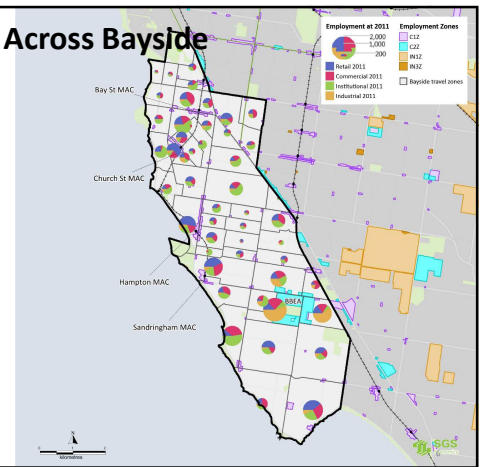 Across Bayside
Employment at 2011
2,000
1,000
200
Retail 2011
Commercial 2011
Institutional 2011
Industrial 2011
Employment Zones
C1Z
C2Z
IN1Z
IN3Z
Bayside travel zones
Bay St MAC
Church St MAC
Hampton MAC
Sandringham MAC
BBEA
N
kilometres
SGS